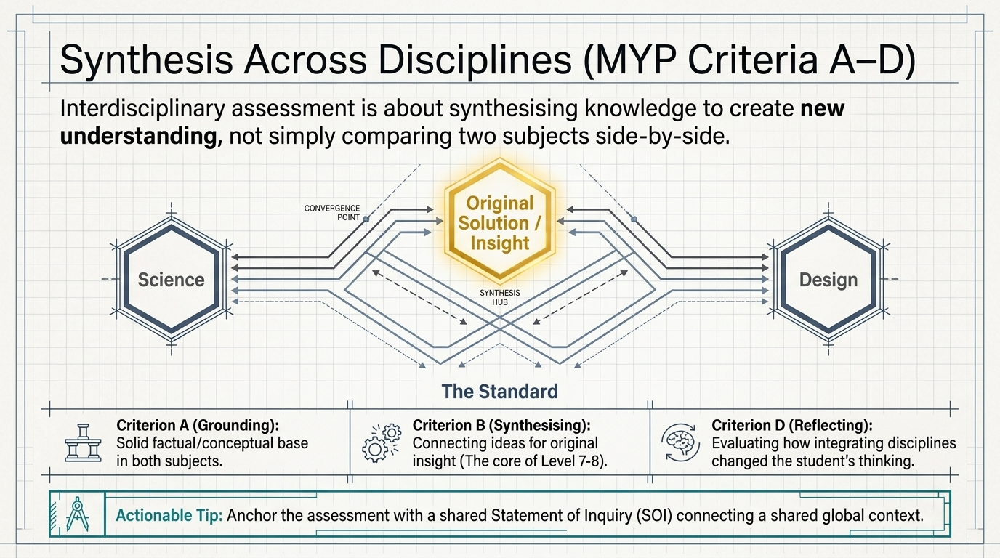 Synthesis Across Disciplines (MYP Criteria A–D)
Interdisciplinary assessment is about synthesising knowledge to create new
understanding, not simply comparing two subjects side-by-side.
CONVERGENCE
POINT
Original
Solution /
Insight
Science
Design
SYNTHESIS
HUB
The Standard
Criterion A (Grounding):
Solid factual/conceptual base
in both subjects.
Criterion B (Synthesising):
Connecting ideas for original
insight (The core of Level 7-8).
Criterion D (Reflecting):
Evaluating how integrating disciplines
changed the student's thinking.
Actionable Tip: Anchor the assessment with a shared Statement of Inquiry (SOI) connecting a shared global context.